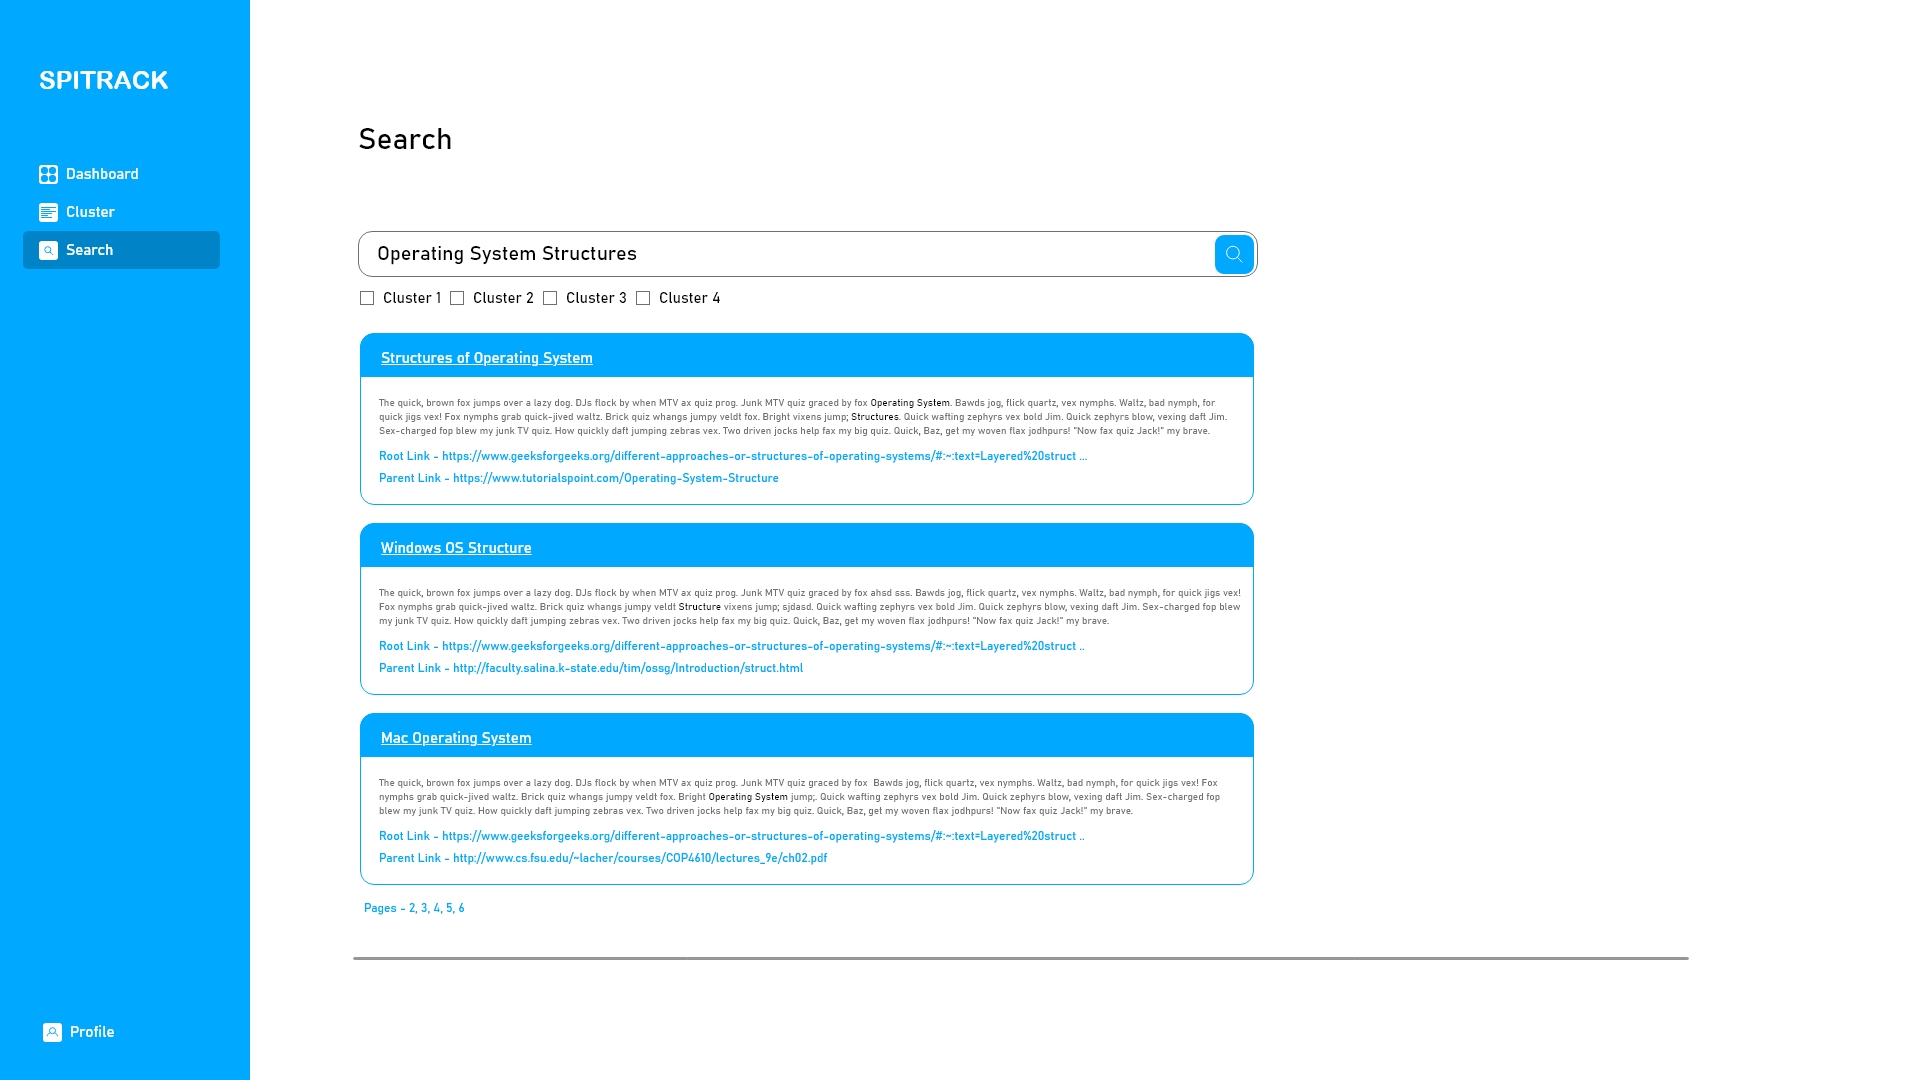 SPITRACK
Dashboard
Cluster
Search
Profile
Search
Operating System Structures
Cluster 1 Cluster 2 Cluster 3 Cluster 4
Structures of Operating System
The quick, brown fox jumps over a lazy dog. DJs flock by when MTV ax quiz prog. Junk MTV quiz graced by fox Operating System. Bawds jog, flick quartz, vex nymphs. Waltz, bad nymph, for
quick jigs vex! Fox nymphs grab quick-jived waltz. Brick quiz whangs jumpy veldt fox. Bright vixens jump; Structures. Quick wafting zephyrs vex bold Jim. Quick zephyrs blow, vexing daft Jim.
Sex-charged fop blew my junk TV quiz. How quickly daft jumping zebras vex. Two driven jocks help fax my big quiz. Quick, Baz, get my woven flax jodhpurs! "Now fax quiz Jack!" my brave.
Root Link - https://www.geeksforgeeks.org/different-approaches-or-structures-of-operating-systems/#:~:text=Layered%20struct ...
Parent Link - https://www.tutorialspoint.com/Operating-System-Structure
Windows OS Structure
The quick, brown fox jumps over a lazy dog. DJs flock by when MTV ax quiz prog. Junk MTV quiz graced by fox ahsd sss. Bawds jog, flick quartz, vex nymphs. Waltz, bad nymph, for quick jigs vex!
Fox nymphs grab quick-jived waltz. Brick quiz whangs jumpy veldt Structure vixens jump; sjdasd. Quick wafting zephyrs vex bold Jim. Quick zephyrs blow, vexing daft Jim. Sex-charged fop blew
my junk TV quiz. How quickly daft jumping zebras vex. Two driven jocks help fax my big quiz. Quick, Baz, get my woven flax jodhpurs! "Now fax quiz Jack!" my brave.
Root Link - https://www.geeksforgeeks.org/different-approaches-or-structures-of-operating-systems/#:~:text=Layered%20struct ..
Parent Link - http://faculty.salina.k-state.edu/tim/ossg/Introduction/struct.html
Mac Operating System
The quick, brown fox jumps over a lazy dog. DJs flock by when MTV ax quiz prog. Junk MTV quiz graced by fox Bawds jog, flick quartz, vex nymphs. Waltz, bad nymph, for quick jigs vex! Fox
nymphs grab quick-jived waltz. Brick quiz whangs jumpy veldt fox. Bright Operating System jump;. Quick wafting zephyrs vex bold Jim. Quick zephyrs blow, vexing daft Jim. Sex-charged fop
blew my junk TV quiz. How quickly daft jumping zebras vex. Two driven jocks help fax my big quiz. Quick, Baz, get my woven flax jodhpurs! "Now fax quiz Jack!" my brave.
Root Link - https://www.geeksforgeeks.org/different-approaches-or-structures-of-operating-systems/#:~:text=Layered%20struct ..
Parent Link - http://www.cs.fsu.edu/~lacher/courses/COP4610/lectures_9e/ch02.pdf
Pages - 2, 3, 4, 5, 6